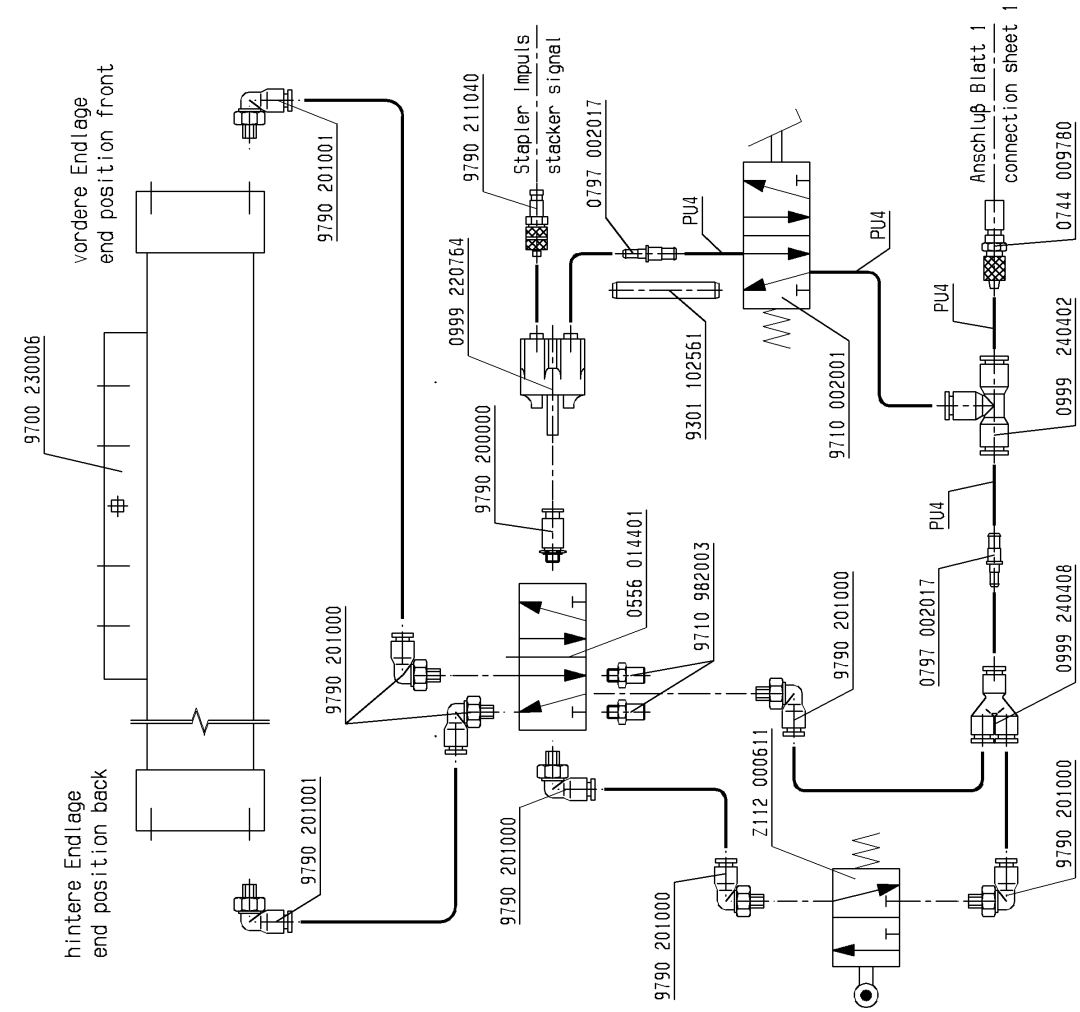 vordere Endlage
end position front
9790 201001
9700 230006
hintere Endlage
end position back
9790 201001
Stapler Impuls
stacker signal
9790 211040
0999 220764
9790 200000
9790 201000
0797 002017
PU4
9301 102561
9710 002001
PU4
0556 014401
9710 982003
9790 201000
9790 201000
9790 201000
Z112 000611
Anschluß Blatt 1
connection sheet 1
0744 009780
PU4
0999 240402
PU4
0797 002017
0999 240408
9790 201000